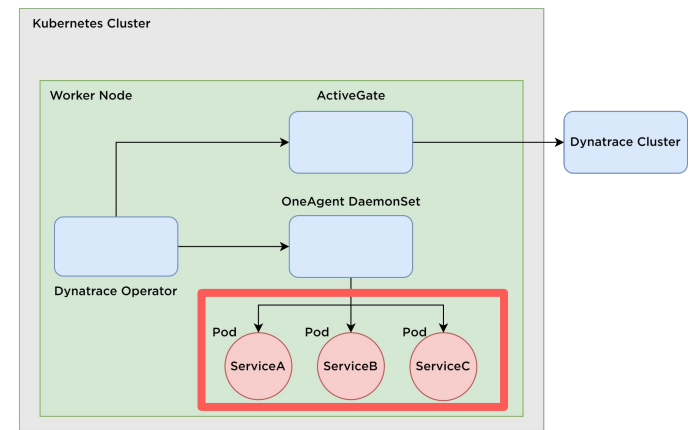 Kubernetes Cluster
Worker Node
ActiveGate
Dynatrace Cluster
OneAgent DaemonSet
Dynatrace Operator
Pod
Pod
Pod
ServiceA
ServiceB
ServiceC